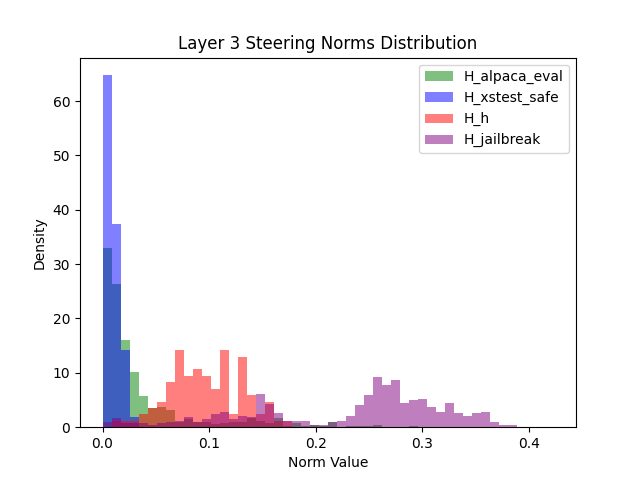 Layer 3 Steering Norms Distribution
H_alpaca_eval
H_xstest_safe
H_h
H_jailbreak
Density
60
50
40
30
20
10
0
0.0 0.1 0.2 0.3 0.4
Norm Value